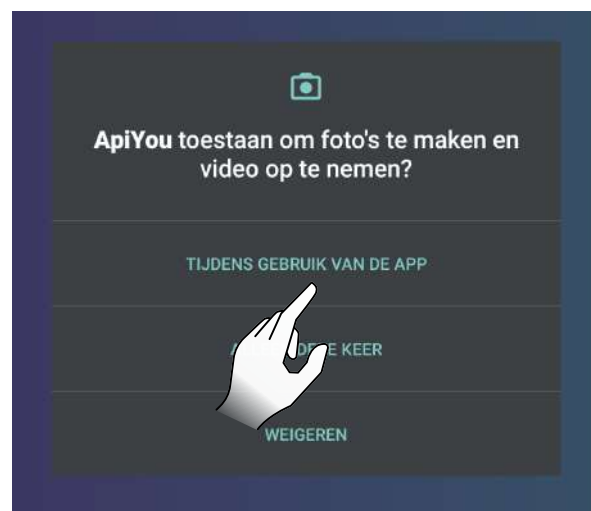 ApiYou toestaan om foto's te maken en
video op te nemen?
TIJDENS GEBRUIK VAN DE APP
KEER
WEIGEREN